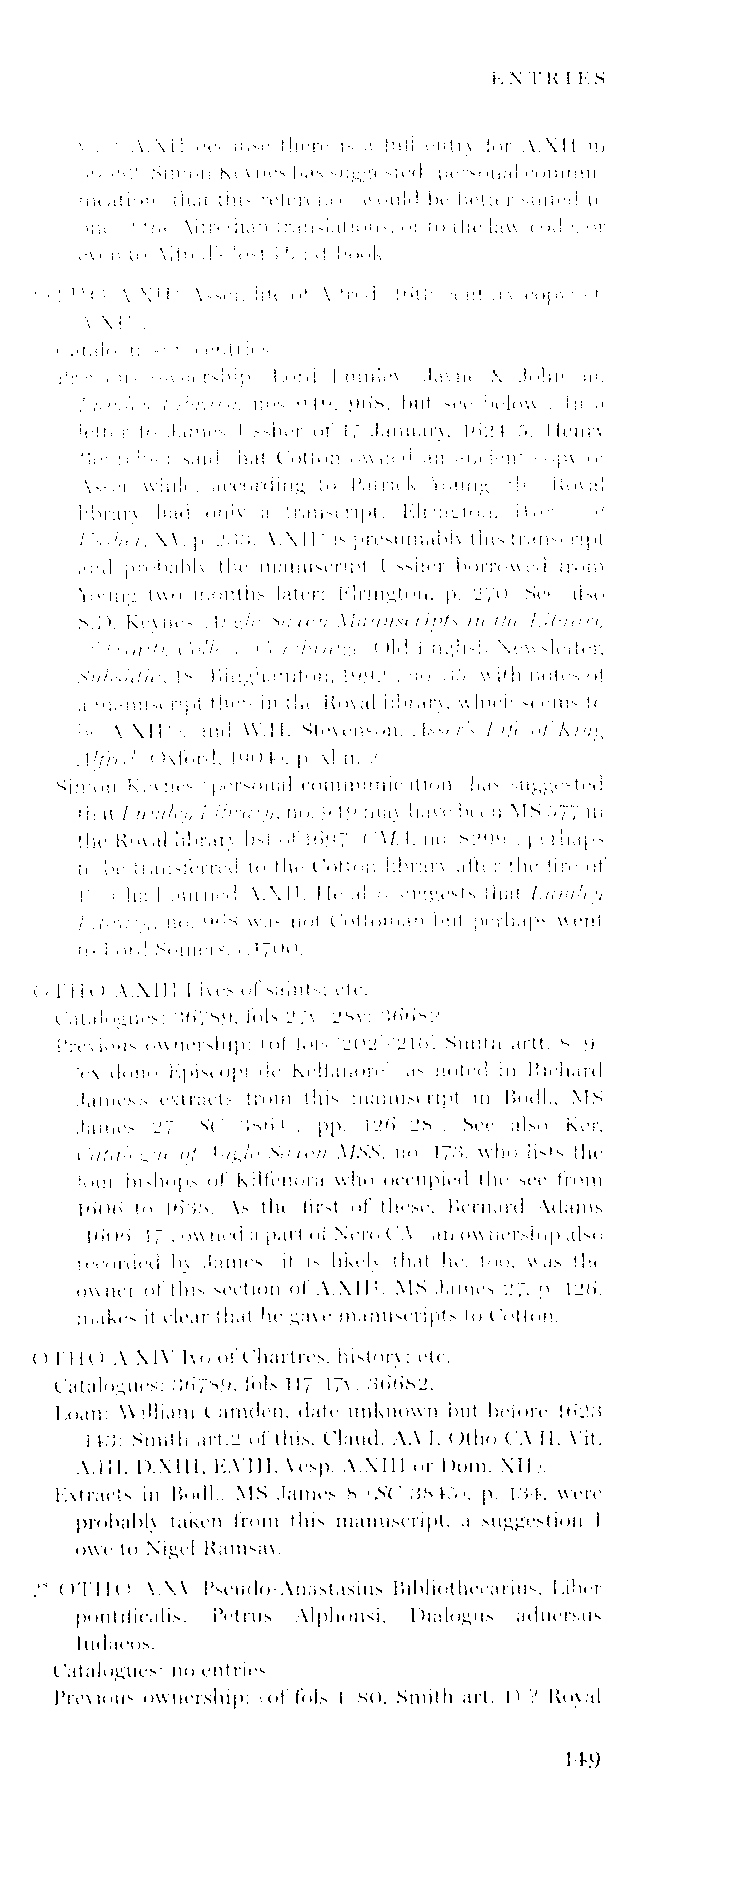 ENTRIES
A.XII because there is a full entry for A.XII in
Simon Keynes has suggested (personal commun-
ication) that this reference would be better suited to
one of the Alfredian translations, or to the law code, or
even to Alfred's lost Hand-book.
OTHO A.XII* Asser, life of Alfred (16th century copy of
A.XII).
Catalogues: no entries.
Previous ownership: Lord Lumley (Jayne & Johnson,
Lumley Library, nos 949, 968, but see below). In a
letter to James Ussher of 17 January, 1624/5, Henry
said that Cotton owned an ancient copy of
Asser while, according to Patrick Young, the Royal
library had only a transcript: Elrington, Works of
Ussher, XV, p. 233. A.XII* is presumably this transcript
and probably the manuscript Ussher borrowed from
Young two months later: Elrington, p. 270. See also
S.D. Keynes, Anglo-Saxon Manuscripts in the Library
of Trinity College, Cambridge, Old English Newsletter,
Subsidia, 18 (Binghamton, 1992), no. with notes of
a manuscript then in the Royal library, which seems to
be A.XII*, and W.H. Stevenson, Asser's Life of King
Alfred (Oxford, 1904), p. xl n. 2.
Simon Keynes (personal communication) has suggested
that Lumley Library, no. 949 may have been MS 577 in
the Royal library list of 1697 (CMA, no. 8299), perhaps
to be transferred to the Cotton library after the fire of
1731 had burned A.XII. He also suggests that Lumley
Library, no. 968 was not Cottonian but perhaps went
to Lord Somers, c.1700.
OTHO A.XIII Lives of saints; etc.
Catalogues: 36789, fols 27v, 28v; 36682.
Previous ownership: (of fols '202'-'216', Smith artt. 8, 9)
'ex dono Episcopi de Kellanore', as noted in Richard
James's extracts from this manuscript in Bodl., MS
James 27 (SC 3864), pp. 126-28). See also Ker,
Catalogue of Anglo-Saxon MSS, no. 173, who lists the
four bishops of Kilfenora who occupied the see from
1606 to 1638. As the first of these, Bernard Adams
(1606-17), owned a part of Nero C.V (an ownership also
recorded by James) it is likely that he, too, was the
owner of this section of A.XIII. MS James 27, p. 126,
makes it clear that he gave manuscripts to Cotton.
OTHO A.XIV Ivo of Chartres, history; etc.
Catalogues: 36789, fols 117-17v; 36682.
Loan: William Camden, date unknown but before 1623
(143: Smith art.2 of this, Claud. A.VI, Otho C.VII, Vit.
A.III, D.XIII, E.VIII, Vesp. A.XIII or Dom. XII).
Extracts in Bodl., MS James 8 (SC 3845), p. 134, were
probably taken from this manuscript, a suggestion I
owe to Nigel Ramsay.
2° OTHO A.XV Pseudo-Anastasius Bibliothecarius, Liber
pontificalis. Petrus Alphonsi, Dialogus aduersus
Iudaeos.
Catalogues: no entries.
Previous ownership: (of fols 1-80, Smith art. 1) ? Royal
149